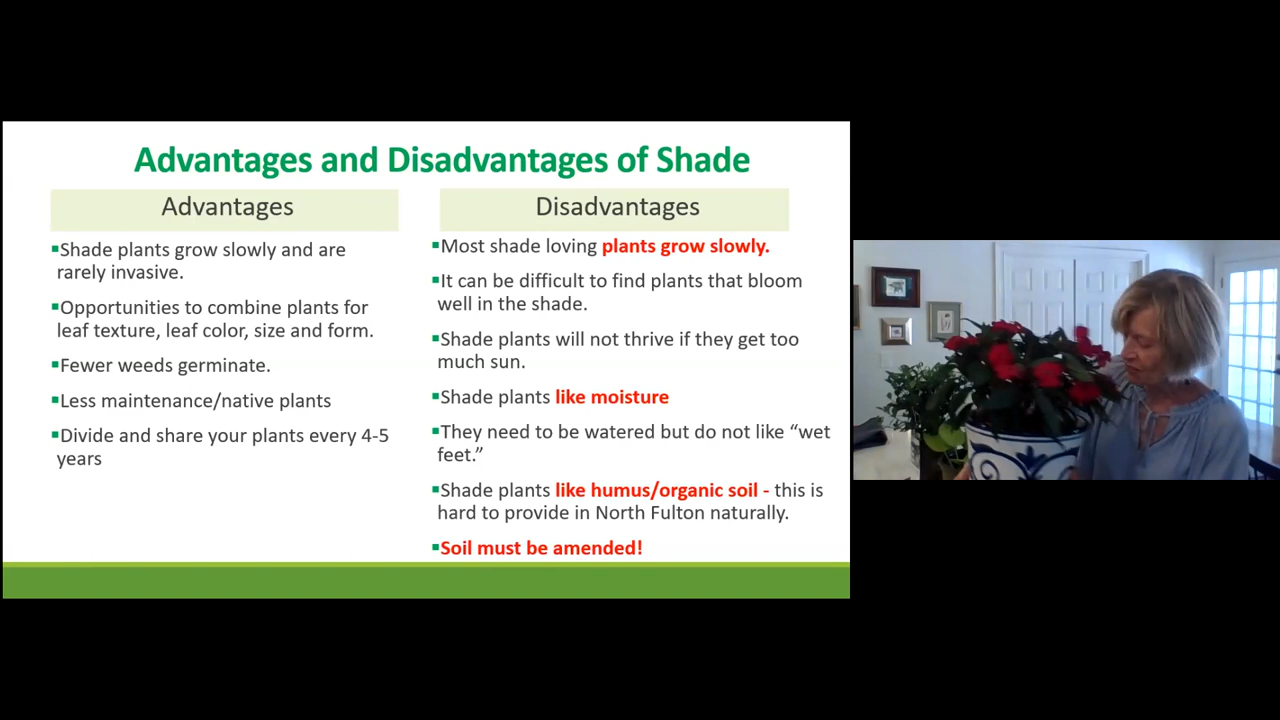 Advantages and Disadvantages of Shade
Advantages
▪Shade plants grow slowly and are
rarely invasive.
▪Opportunities to combine plants for
leaf texture, leaf color, size and form.
▪Fewer weeds germinate.
▪Less maintenance/native plants
▪Divide and share your plants every 4-5
years
Disadvantages
▪Most shade loving plants grow slowly.
▪It can be difficult to find plants that bloom
well in the shade.
▪Shade plants will not thrive if they get too
much sun.
▪Shade plants like moisture
▪They need to be watered but do not like “wet
feet.”
▪Shade plants like humus/organic soil - this is
hard to provide in North Fulton naturally.
▪Soil must be amended!